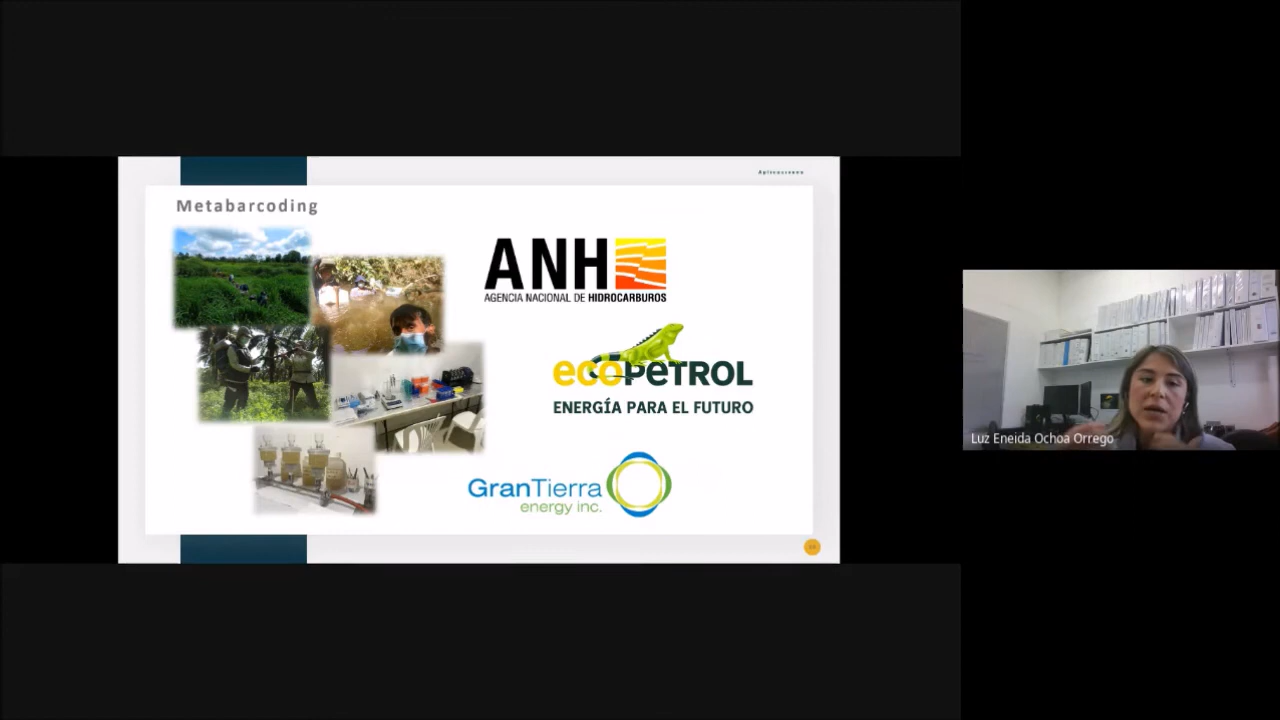 Metabarcoding
ANH
AGENCIA NACIONAL DE HIDROCARBUROS
ecoPETROL
ENERGÍA PARA EL FUTURO
GranTierra
energy inc.
Luz Eneida Ochoa Orrego